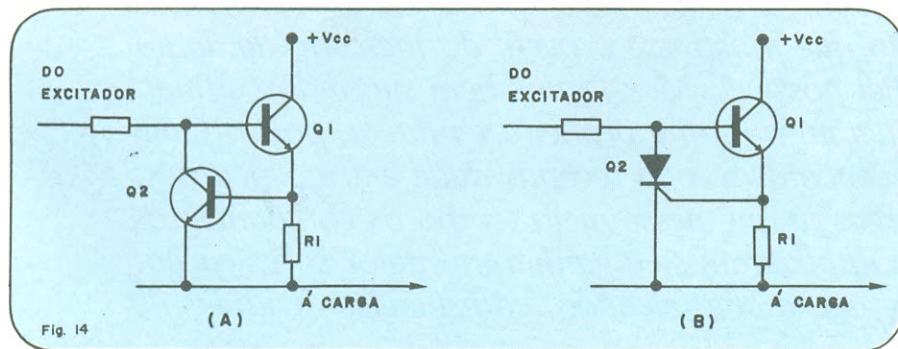 +Vcc
DO
EXCITADOR
Q1
Q2
R1
À CARGA
(A)
+Vcc
DO
EXCITADOR
Q1
Q2
R1
À CARGA
(B)
Fig. 14